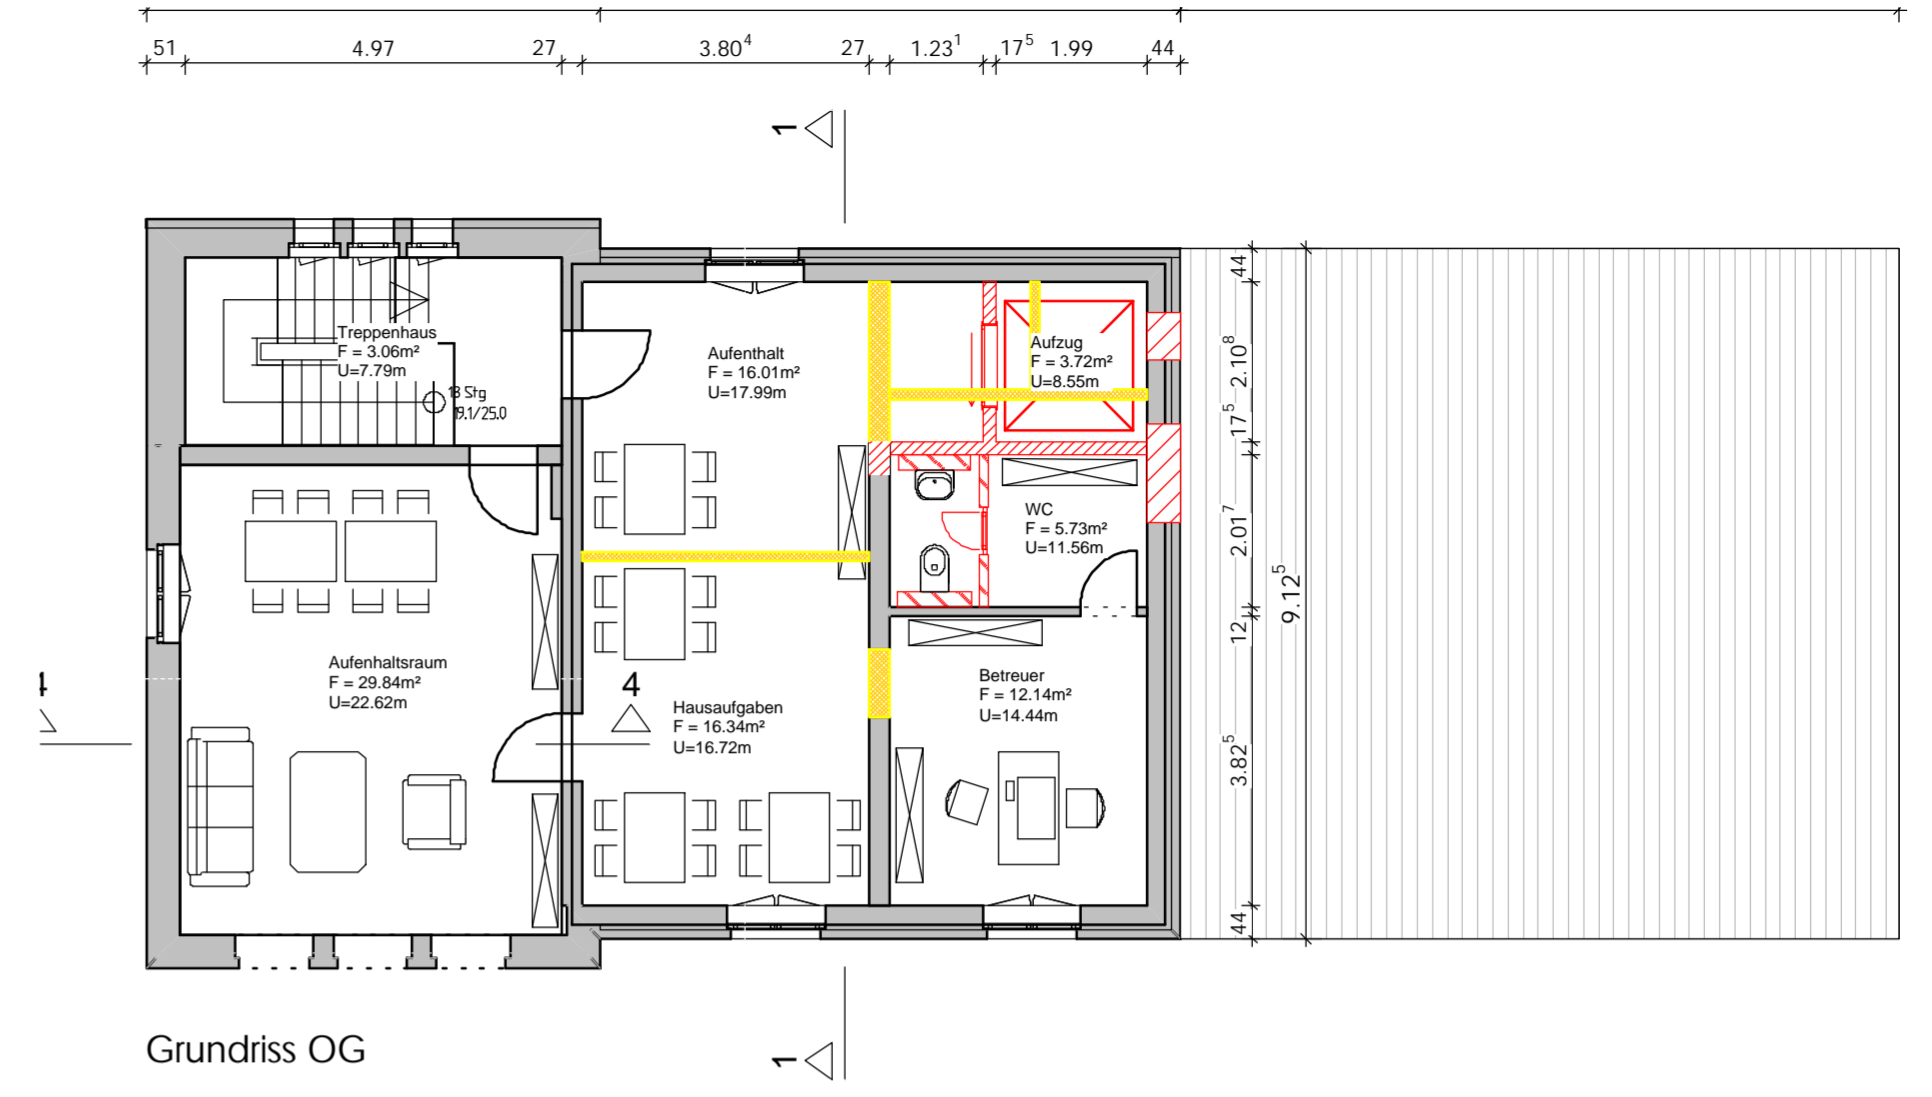 51 4.97 27 3.80⁴ 27 1.23¹ 17⁵ 1.99 44
1
Treppenhaus
F = 3.06m²
U=7.79m
18 Stg
19.1/25.0
Aufenthalt
F = 16.01m²
U=17.99m
Aufzug
F = 3.72m²
U=8.55m
WC
F = 5.73m²
U=11.56m
Aufenhaltsraum
F = 29.84m²
U=22.62m
4
Hausaufgaben
F = 16.34m²
U=16.72m
Betreuer
F = 12.14m²
U=14.44m
44
2.10⁸
17⁵
2.01⁷
12
3.82⁵
44
9.12⁵
1
Grundriss OG